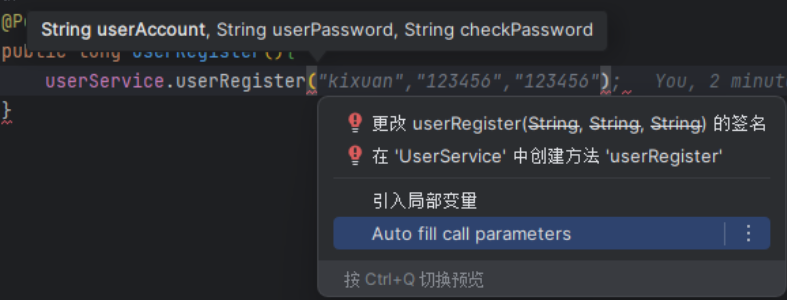 String userAccount, String userPassword, String checkPassword
public long userRegister(){
userService.userRegister("kixuan","123456","123456"); You, 2 minut
}
更改 userRegister(String, String, String) 的签名
在 'UserService' 中创建方法 'userRegister'
引入局部变量
Auto fill call parameters
按 Ctrl+Q 切换预览